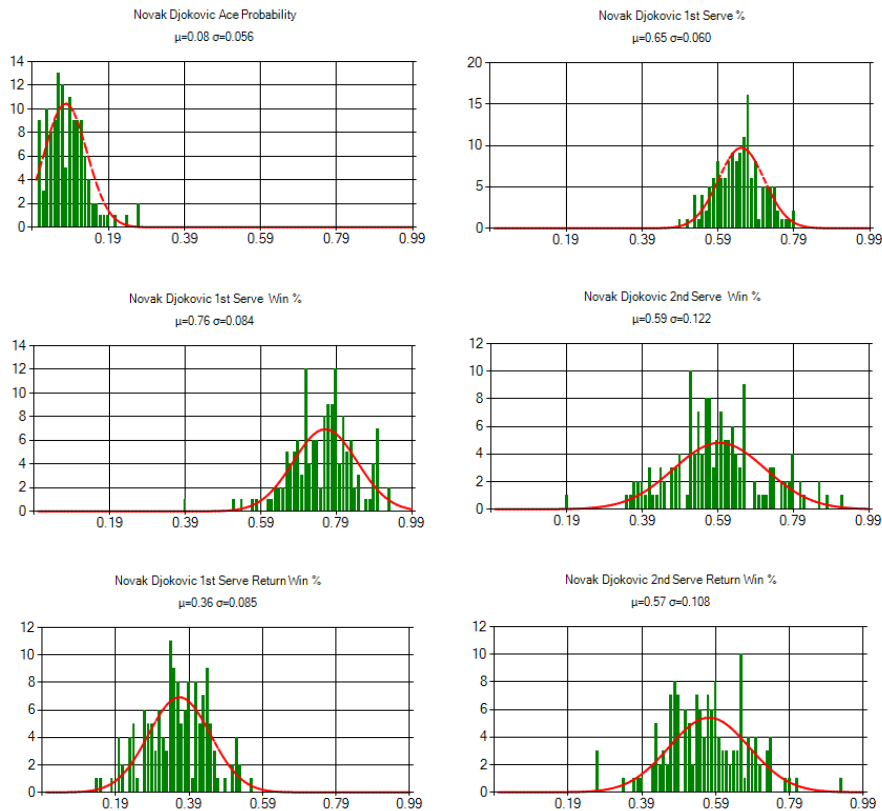 Novak Djokovic Ace Probability
μ=0.08 σ=0.056
14
12
10
8
6
4
2
0
0.19 0.39 0.59 0.79 0.99
Novak Djokovic 1st Serve %
μ=0.65 σ=0.060
20
15
10
5
0
0.19 0.39 0.59 0.79 0.99
Novak Djokovic 1st Serve Win %
μ=0.76 σ=0.084
14
12
10
8
6
4
2
0
0.19 0.39 0.59 0.79 0.99
Novak Djokovic 2nd Serve Win %
μ=0.59 σ=0.122
12
10
8
6
4
2
0
0.19 0.39 0.59 0.79 0.99
Novak Djokovic 1st Serve Return Win %
μ=0.36 σ=0.085
12
10
8
6
4
2
0
0.19 0.39 0.59 0.79 0.99
Novak Djokovic 2nd Serve Return Win %
μ=0.57 σ=0.108
12
10
8
6
4
2
0
0.19 0.39 0.59 0.79 0.99